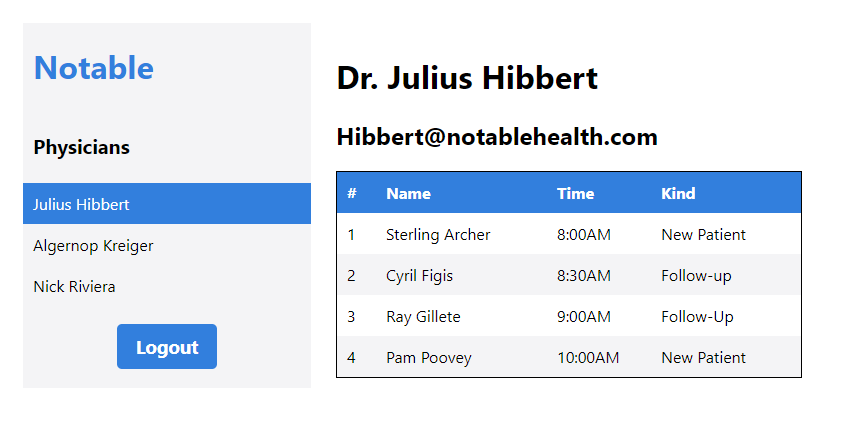 Notable
Physicians
Julius Hibbert
Algernop Kreiger
Nick Riviera
Logout
Dr. Julius Hibbert
Hibbert@notablehealth.com
# Name Time Kind
1 Sterling Archer 8:00AM New Patient
2 Cyril Figis 8:30AM Follow-up
3 Ray Gillete 9:00AM Follow-Up
4 Pam Poovey 10:00AM New Patient